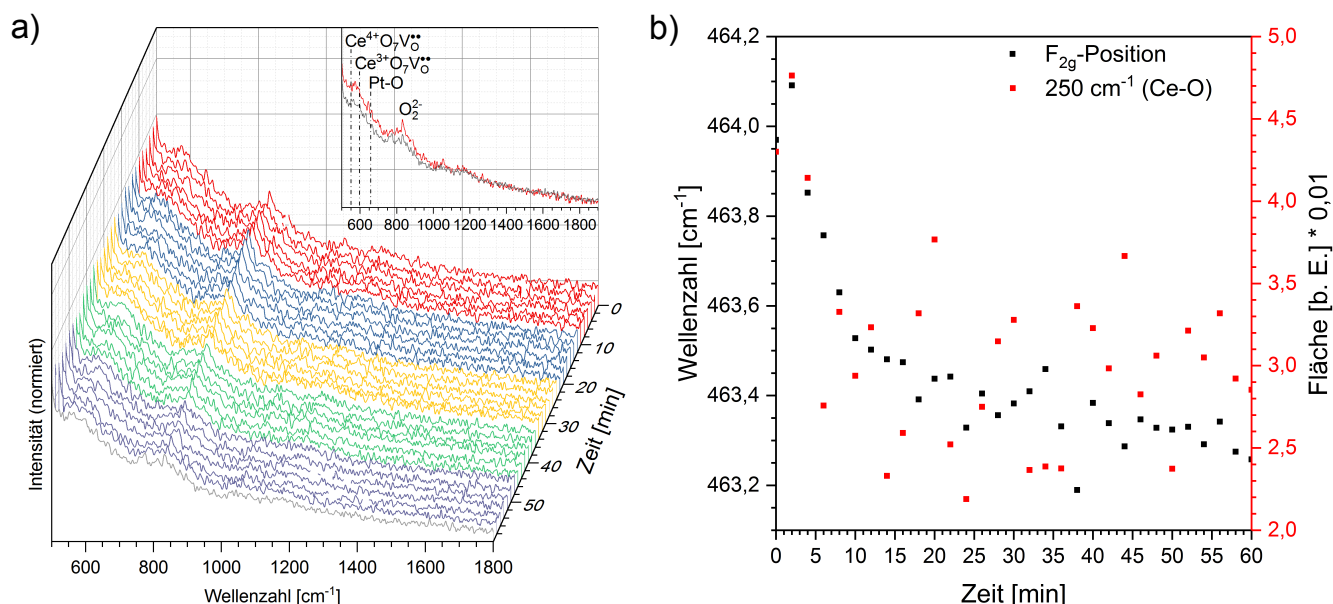 a)
Ce⁴⁺O₇V_O^••
Ce³⁺O₇V_O^••
Pt-O
O₂²⁻
600 800 1000 1200 1400 1600 1800
Intensität (normiert)
0
10
20
30
40
50
Zeit [min]
600 800 1000 1200 1400 1600 1800
Wellenzahl [cm⁻¹]
b)
F₂g-Position
250 cm⁻¹ (Ce-O)
Wellenzahl [cm⁻¹]
464,2
464,0
463,8
463,6
463,4
463,2
5,0
4,5
4,0
3,5
3,0
2,5
2,0
Fläche [b. E.] * 0,01
0 5 10 15 20 25 30 35 40 45 50 55 60
Zeit [min]